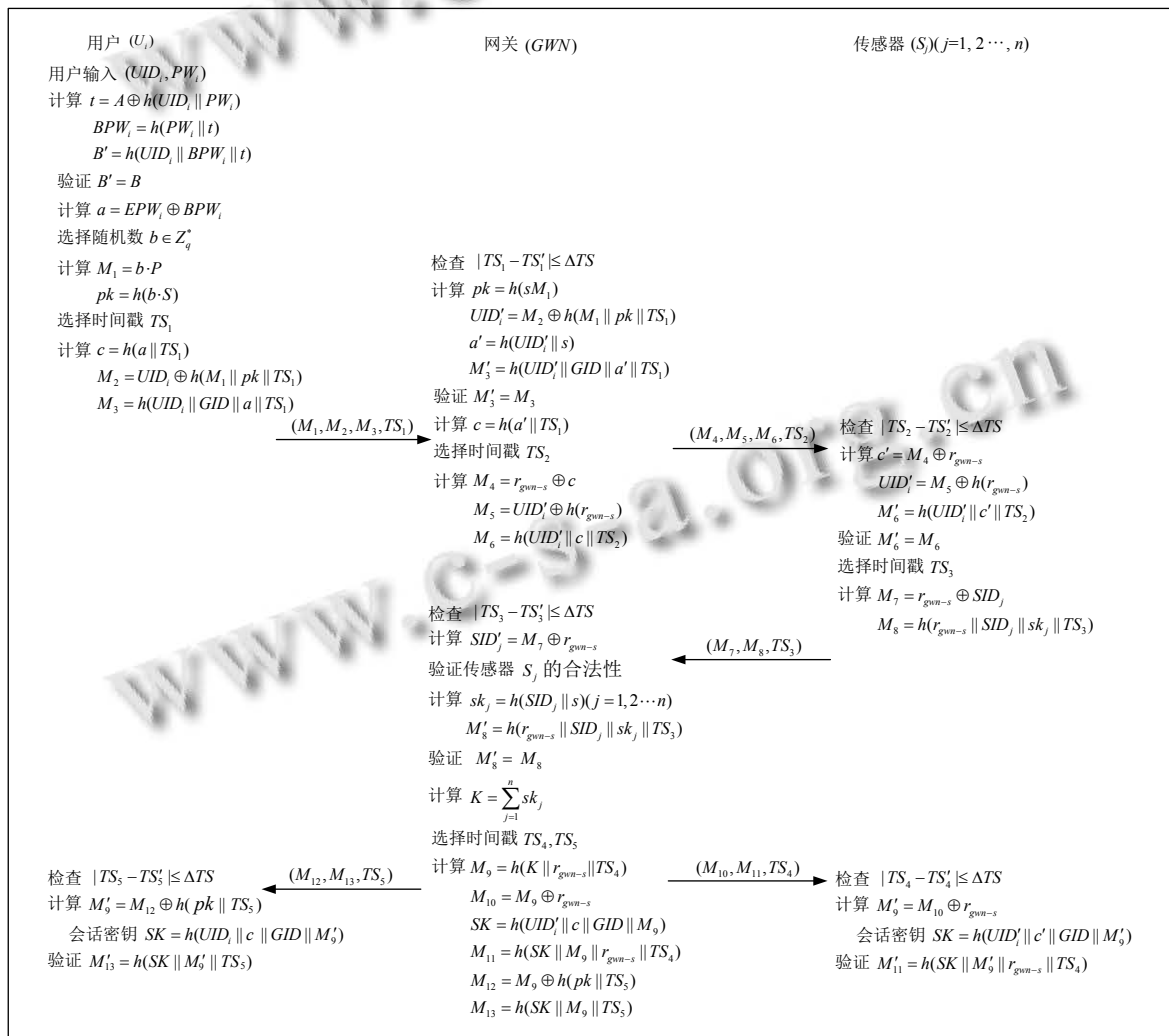 用户 (U_i)
用户输入 (UID_i, PW_i)
计算 t = A ⊕ h(UID_i || PW_i)
BPW_i = h(PW_i || t)
B′ = h(UID_i || BPW_i || t)
验证 B′ = B
计算 a = EPW_i ⊕ BPW_i
选择随机数 b ∈ Z_q^*
计算 M_1 = b·P
pk = h(b·S)
选择时间戳 TS_1
计算 c = h(a || TS_1)
M_2 = UID_i ⊕ h(M_1 || pk || TS_1)
M_3 = h(UID_i || GID || a || TS_1)
(M_1, M_2, M_3, TS_1)
网关 (GWN)
检查 |TS_1 − TS_1′| ≤ ΔTS
计算 pk = h(sM_1)
UID_i′ = M_2 ⊕ h(M_1 || pk || TS_1)
a′ = h(UID_i′ || s)
M_3′ = h(UID_i′ || GID || a′ || TS_1)
验证 M_3′ = M_3
计算 c = h(a′ || TS_1)
选择时间戳 TS_2
计算 M_4 = r_{gwn−s} ⊕ c
M_5 = UID_i′ ⊕ h(r_{gwn−s})
M_6 = h(UID_i′ || c || TS_2)
(M_4, M_5, M_6, TS_2)
传感器 (S_j)(j=1, 2⋯, n)
检查 |TS_2 − TS_2′| ≤ ΔTS
计算 c′ = M_4 ⊕ r_{gwn−s}
UID_i′ = M_5 ⊕ h(r_{gwn−s})
M_6′ = h(UID_i′ || c′ || TS_2)
验证 M_6′ = M_6
选择时间戳 TS_3
计算 M_7 = r_{gwn−s} ⊕ SID_j
M_8 = h(r_{gwn−s} || SID_j || sk_j || TS_3)
(M_7, M_8, TS_3)
检查 |TS_3 − TS_3′| ≤ ΔTS
计算 SID_j′ = M_7 ⊕ r_{gwn−s}
验证传感器 S_j 的合法性
计算 sk_j = h(SID_j || s)(j = 1, 2⋯n)
M_8′ = h(r_{gwn−s} || SID_j || sk_j || TS_3)
验证 M_8′ = M_8
计算 K = ∑_{j=1}^{n} sk_j
选择时间戳 TS_4, TS_5
计算 M_9 = h(K || r_{gwn−s} || TS_4)
M_10 = M_9 ⊕ r_{gwn−s}
SK = h(UID_i′ || c || GID || M_9)
M_11 = h(SK || M_9 || r_{gwn−s} || TS_4)
M_12 = M_9 ⊕ h(pk || TS_5)
M_13 = h(SK || M_9 || TS_5)
(M_12, M_13, TS_5)
检查 |TS_5 − TS_5′| ≤ ΔTS
计算 M_9′ = M_12 ⊕ h(pk || TS_5)
会话密钥 SK = h(UID_i || c || GID || M_9′)
验证 M_13′ = h(SK || M_9′ || TS_5)
(M_10, M_11, TS_4)
检查 |TS_4 − TS_4′| ≤ ΔTS
计算 M_9′ = M_10 ⊕ r_{gwn−s}
会话密钥 SK = h(UID_i′ || c′ || GID || M_9′)
验证 M_11′ = h(SK || M_9′ || r_{gwn−s} || TS_4)
www.c-s-a.org.cn